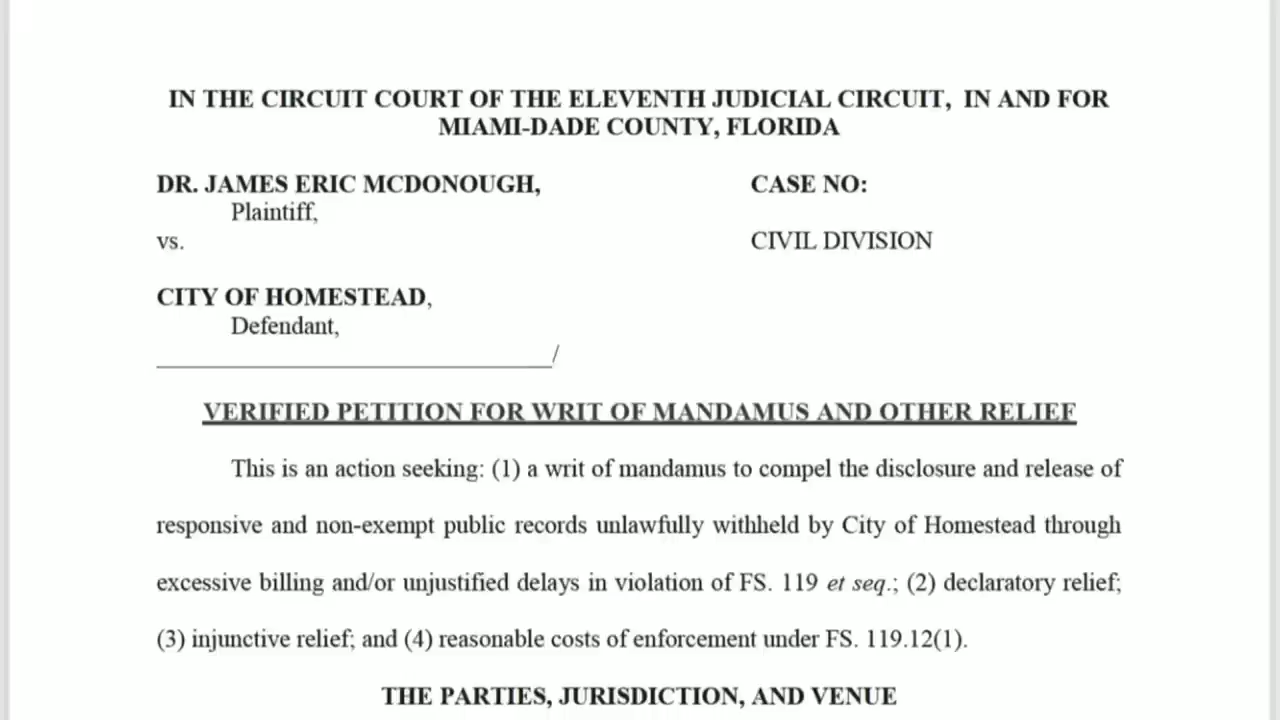 IN THE CIRCUIT COURT OF THE ELEVENTH JUDICIAL CIRCUIT, IN AND FOR
MIAMI-DADE COUNTY, FLORIDA
DR. JAMES ERIC MCDONOUGH, CASE NO:
Plaintiff,
vs. CIVIL DIVISION
CITY OF HOMESTEAD,
Defendant,
/
VERIFIED PETITION FOR WRIT OF MANDAMUS AND OTHER RELIEF
This is an action seeking: (1) a writ of mandamus to compel the disclosure and release of
responsive and non-exempt public records unlawfully withheld by City of Homestead through
excessive billing and/or unjustified delays in violation of FS. 119 et seq.; (2) declaratory relief;
(3) injunctive relief; and (4) reasonable costs of enforcement under FS. 119.12(1).
THE PARTIES, JURISDICTION, AND VENUE